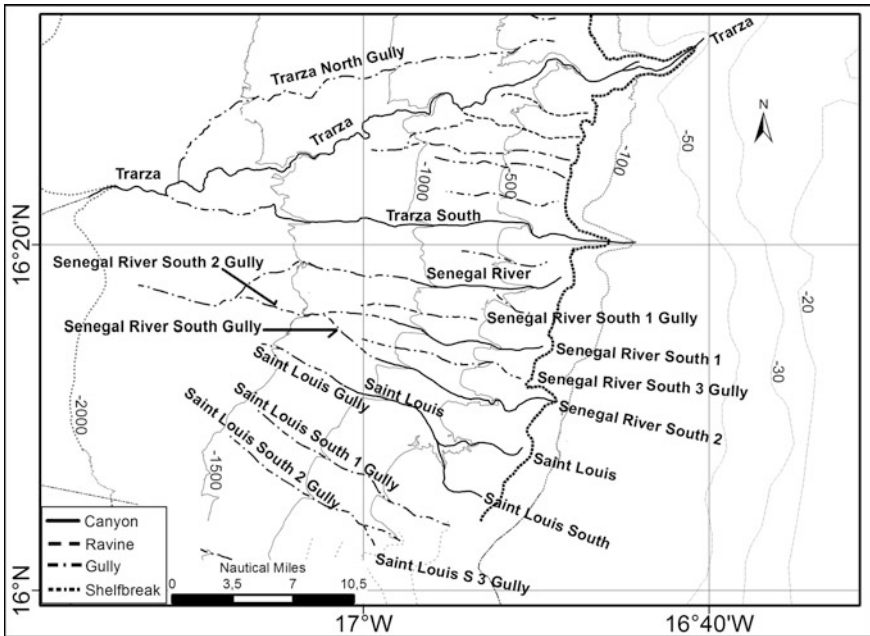 Trarza
Trarza North Gully
N
-50
Trarza
-100
Trarza
-1000
-500
Trarza South
16°20'N
Senegal River South 2 Gully
Senegal River
-20
Senegal River South Gully
Senegal River South 1 Gully
Senegal River South 1
-30
Saint Louis Gully
Saint Louis
Senegal River South 3 Gully
-2000
Senegal River South 2
Saint Louis South 1 Gully
Saint Louis South 2 Gully
-1500
Saint Louis
Saint Louis South
Canyon
Ravine
Gully
Shelfbreak
Nautical Miles
0 3,5 7 10,5
Saint Louis S 3 Gully
16°N
17°W
16°40'W